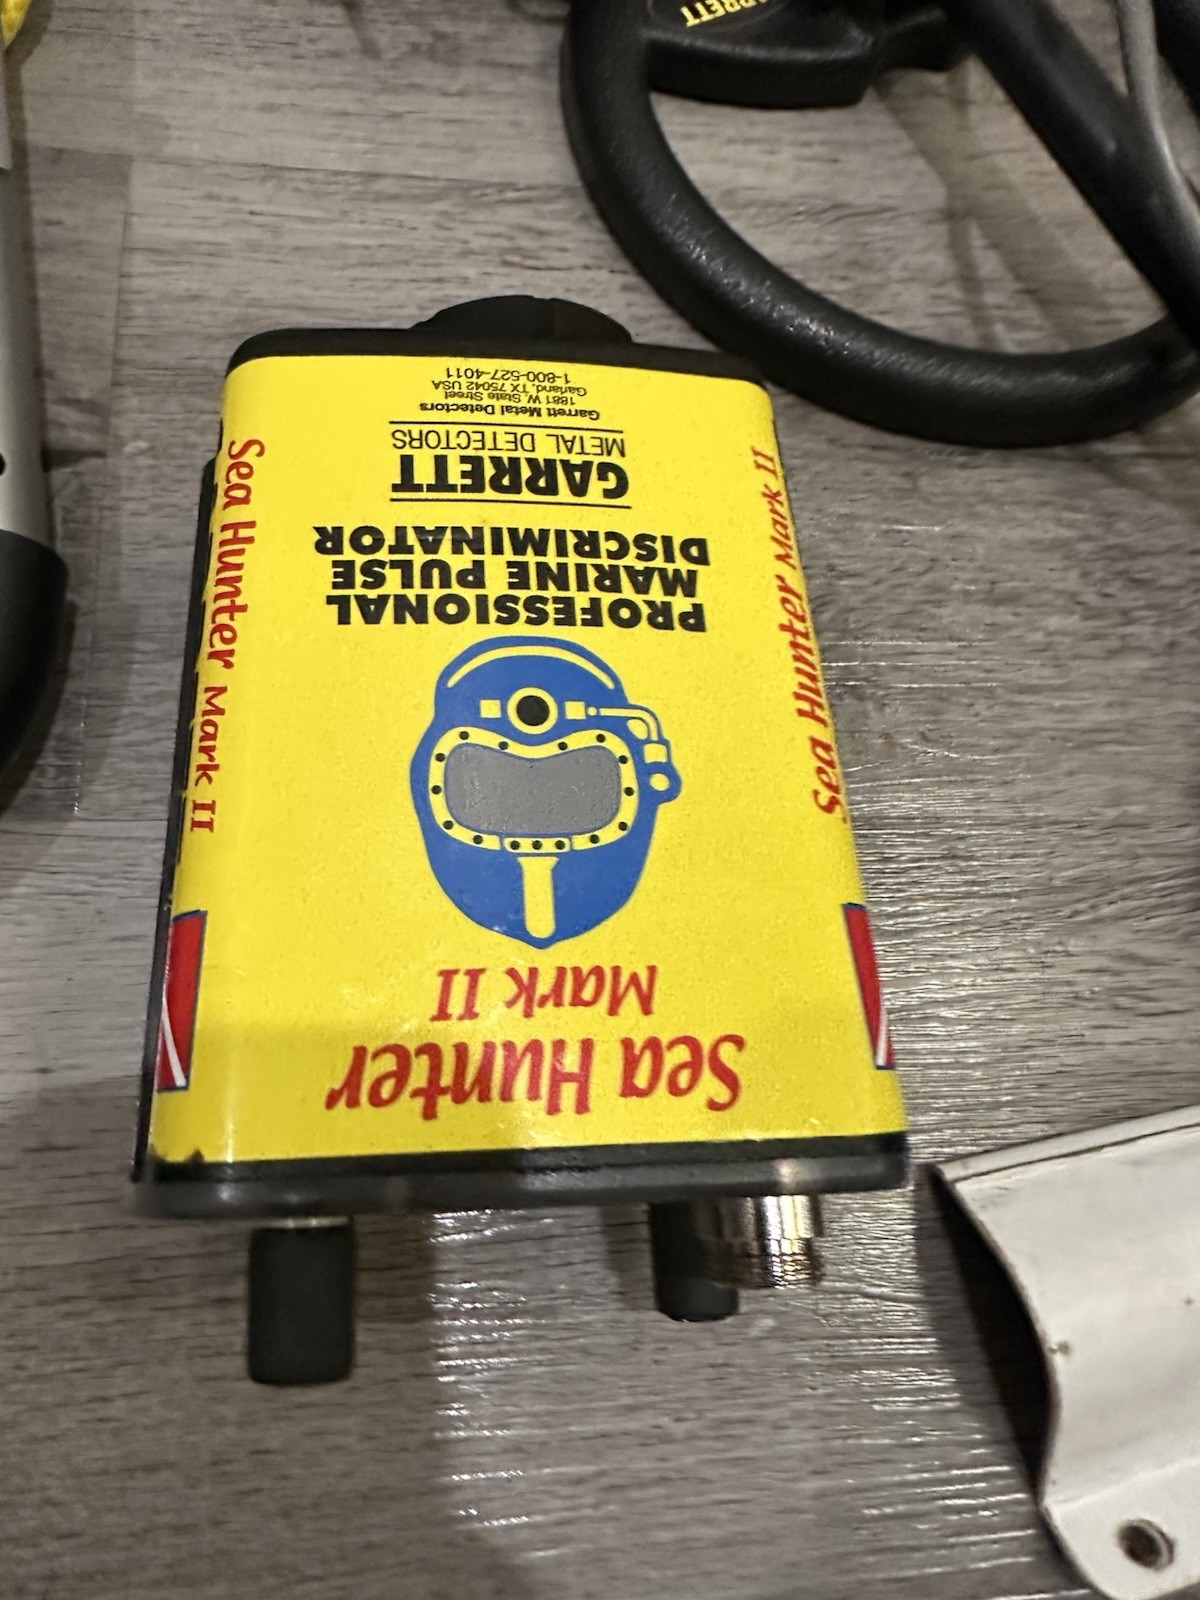 Sea Hunter
Mark II
PROFESSIONAL
MARINE PULSE
DISCRIMINATOR
GARRETT
METAL DETECTORS
Garrett Metal Detectors
1881 W. State Street
Garland, TX 75042 USA
1-800-527-4011
Sea Hunter Mark II
Sea Hunter Mark II
GARRETT